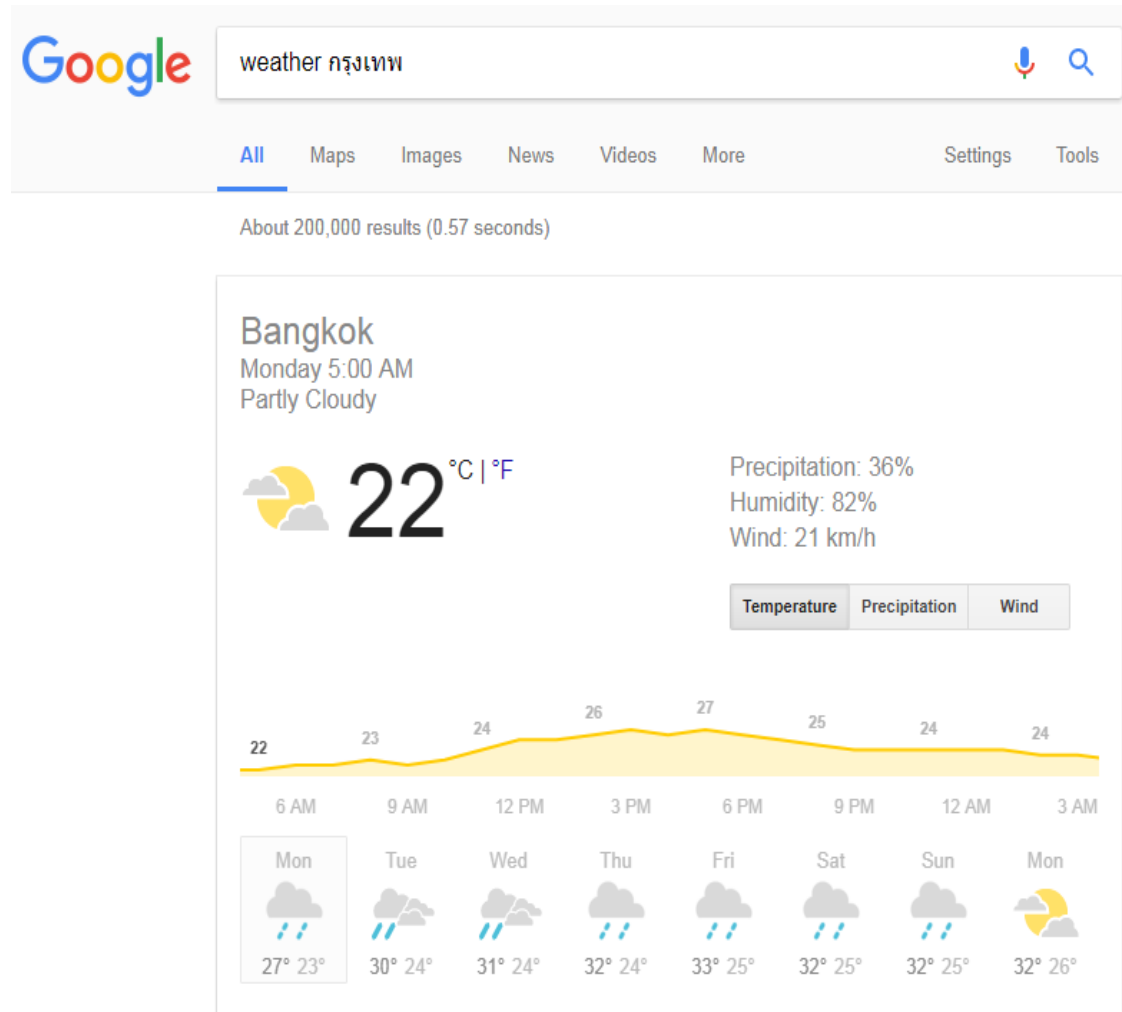 Google weather กรุงเทพ
All Maps Images News Videos More Settings Tools
About 200,000 results (0.57 seconds)
Bangkok
Monday 5:00 AM
Partly Cloudy
22 °C | °F
Precipitation: 36%
Humidity: 82%
Wind: 21 km/h
Temperature Precipitation Wind
22 23 24 26 27 25 24 24
6 AM 9 AM 12 PM 3 PM 6 PM 9 PM 12 AM 3 AM
Mon Tue Wed Thu Fri Sat Sun Mon
27° 23° 30° 24° 31° 24° 32° 24° 33° 25° 32° 25° 32° 25° 32° 26°